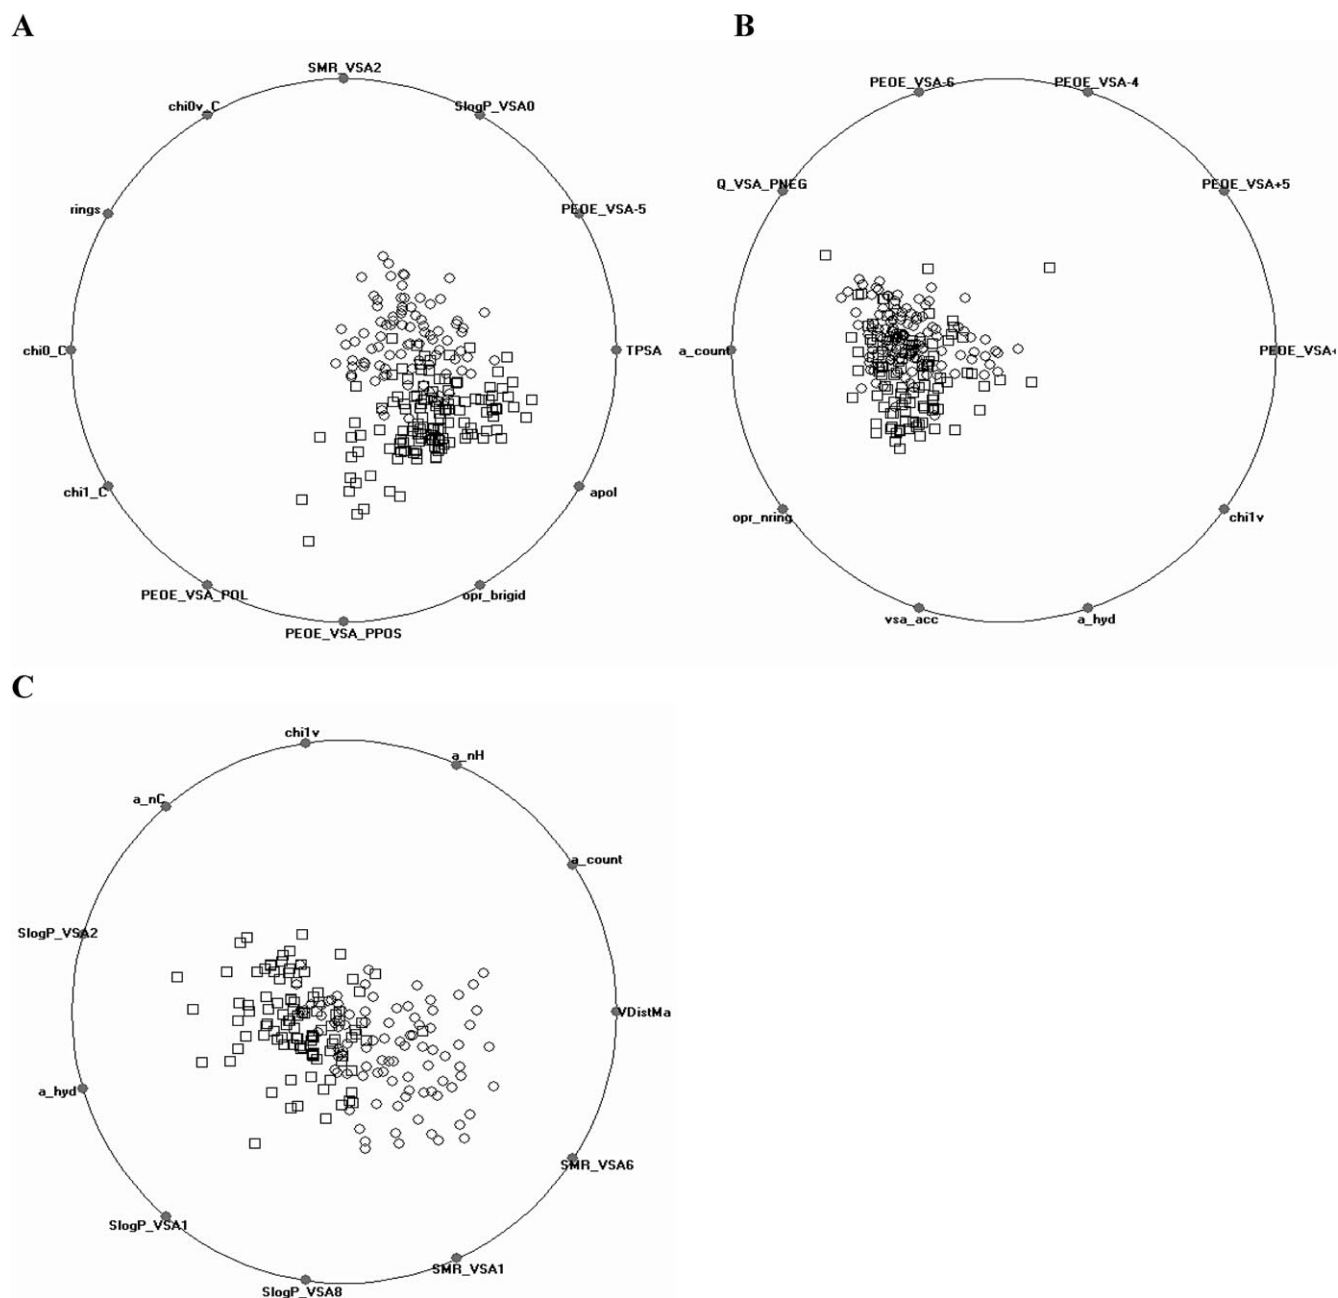 A
B
SMR_VSA2
chi0v_C
SlogP_VSA0
rings
PEOE_VSA-5
chi0_C
TPSA
chi1_C
apol
PEOE_VSA_POL
opr_brigid
PEOE_VSA_PPOS
PEOE_VSA-6
PEOE_VSA-4
Q_VSA_PNEG
PEOE_VSA+5
a_count
opr_nring
chi1v
vsa_acc
a_hyd
C
chi1v
a_nH
a_nC
a_count
SlogP_VSA2
VDistMa
a_hyd
SMR_VSA6
SlogP_VSA1
SMR_VSA1
SlogP_VSA8